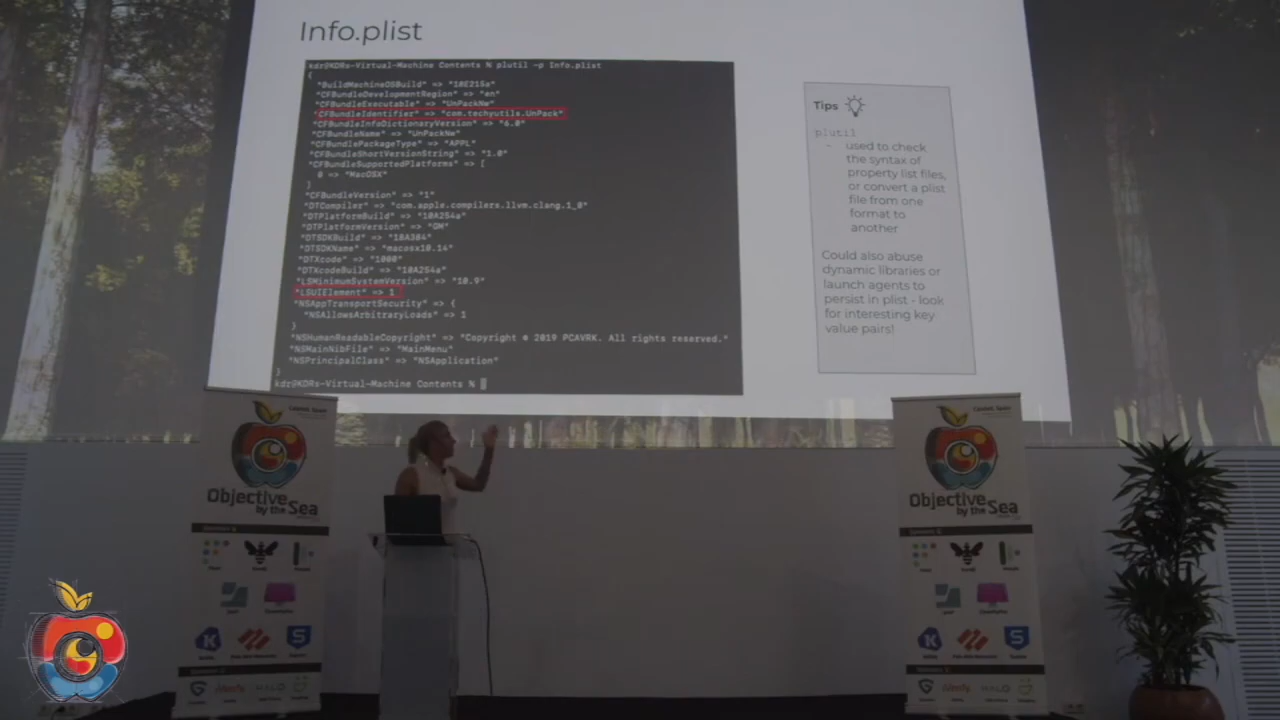 Info.plist
kdr@KDRs-Virtual-Machine Contents % plutil -p Info.plist
{
"BuildMachineOSBuild" => "18E215a"
"CFBundleDevelopmentRegion" => "en"
"CFBundleExecutable" => "UnPackNw"
"CFBundleIdentifier" => "com.techyutils.UnPack"
"CFBundleInfoDictionaryVersion" => "6.0"
"CFBundleName" => "UnPackNw"
"CFBundlePackageType" => "APPL"
"CFBundleShortVersionString" => "1.0"
"CFBundleSupportedPlatforms" => [
0 => "MacOSX"
]
"CFBundleVersion" => "1"
"DTCompiler" => "com.apple.compilers.llvm.clang.1_0"
"DTPlatformBuild" => "10A254a"
"DTPlatformVersion" => "GM"
"DTSDKBuild" => "18A384"
"DTSDKName" => "macosx10.14"
"DTXcode" => "1000"
"DTXcodeBuild" => "10A254a"
"LSMinimumSystemVersion" => "10.9"
"LSUIElement" => 1
"NSAppTransportSecurity" => {
"NSAllowsArbitraryLoads" => 1
}
"NSHumanReadableCopyright" => "Copyright © 2019 PCAVRK. All rights reserved."
"NSMainNibFile" => "MainMenu"
"NSPrincipalClass" => "NSApplication"
}
kdr@KDRs-Virtual-Machine Contents %
Tips
plutil
- used to check
the syntax of
property list files,
or convert a plist
file from one
format to
another
Could also abuse
dynamic libraries or
launch agents to
persist in plist - look
for interesting key
value pairs!
Objective
by the Sea
Objective
by the Sea